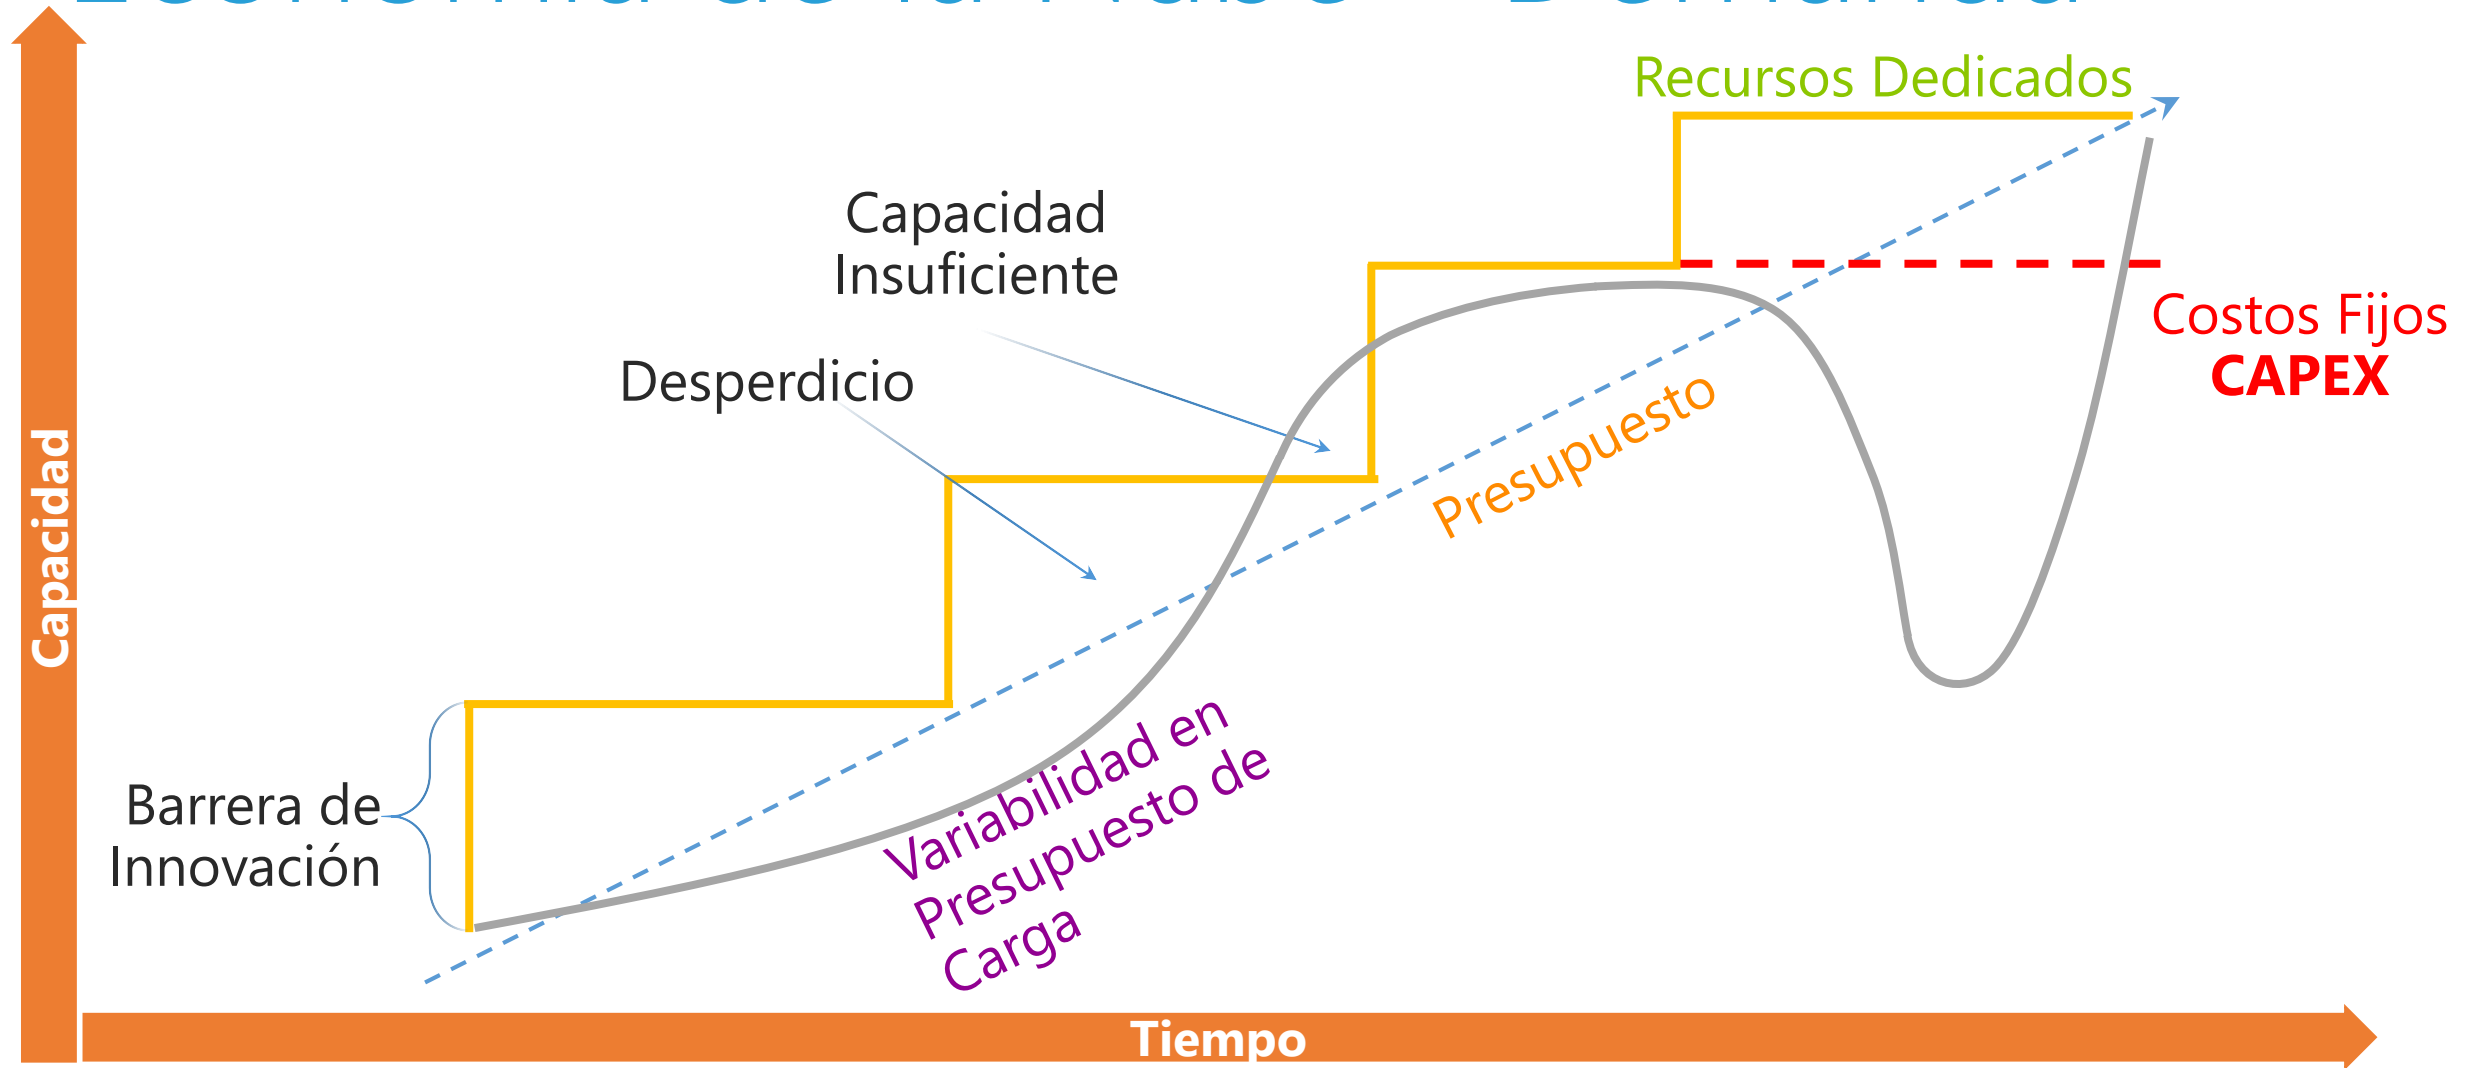 Recursos Dedicados
Capacidad
Insuficiente
Costos Fijos
CAPEX
Desperdicio
Presupuesto
Capacidad
Variabilidad en
Presupuesto de
Carga
Barrera de
Innovación
Tiempo